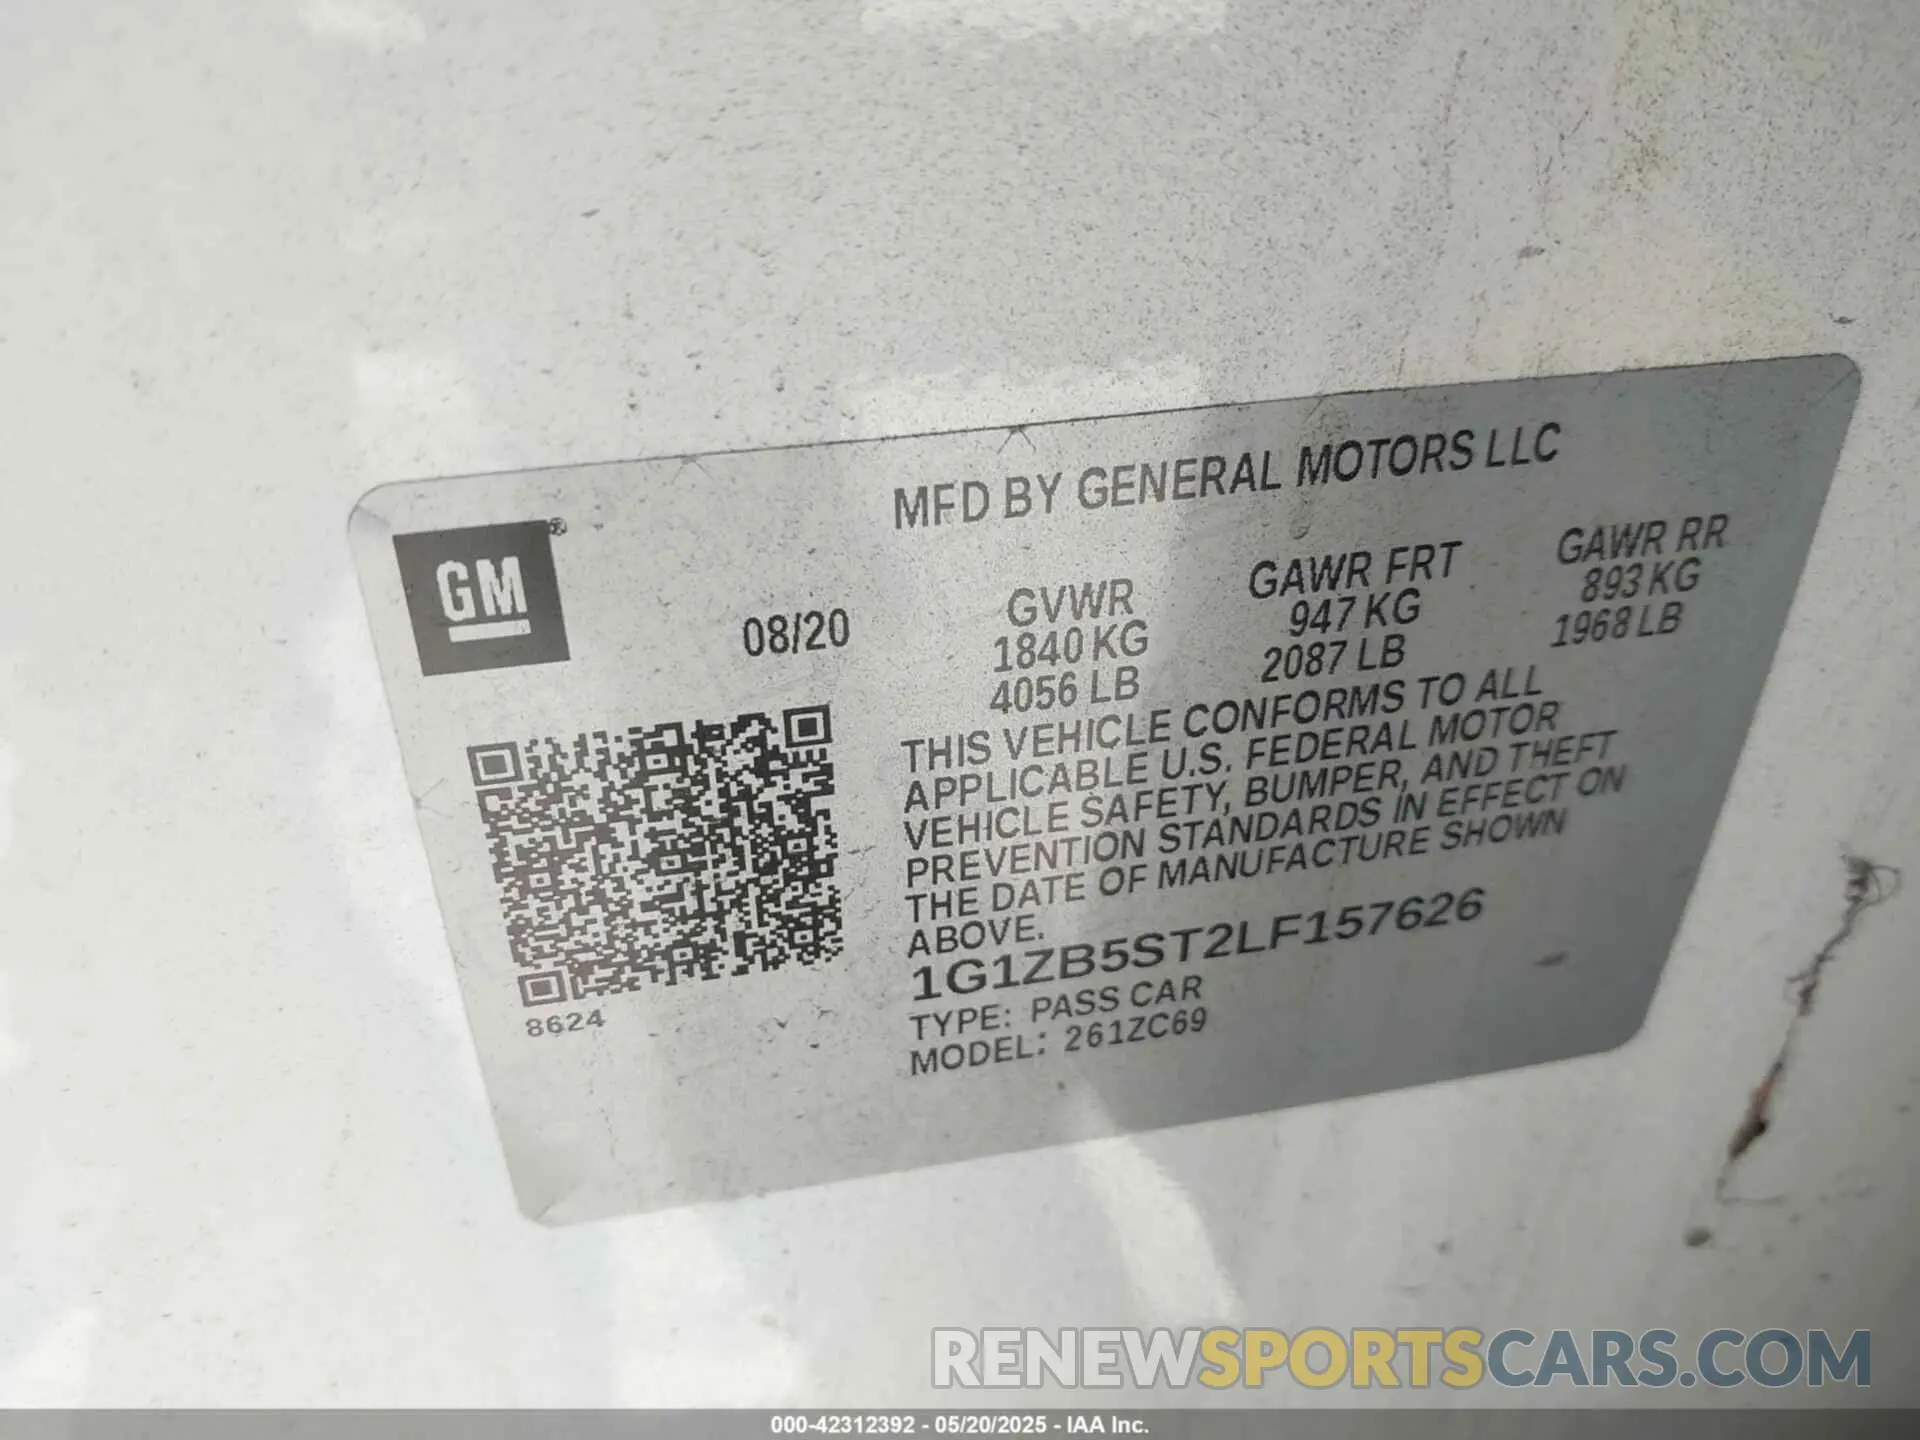 MFD BY GENERAL MOTORS LLC
GM®
08/20
GVWR
1840 KG
4056 LB
GAWR FRT
947 KG
2087 LB
GAWR RR
893 KG
1968 LB
THIS VEHICLE CONFORMS TO ALL
APPLICABLE U.S. FEDERAL MOTOR
VEHICLE SAFETY, BUMPER, AND THEFT
PREVENTION STANDARDS IN EFFECT ON
THE DATE OF MANUFACTURE SHOWN
ABOVE.
1G1ZB5ST2LF157626
TYPE: PASS CAR
MODEL: 261ZC69
8624
RENEWSPORTSCARS.COM
000-42312392 - 05/20/2025 - IAA Inc.